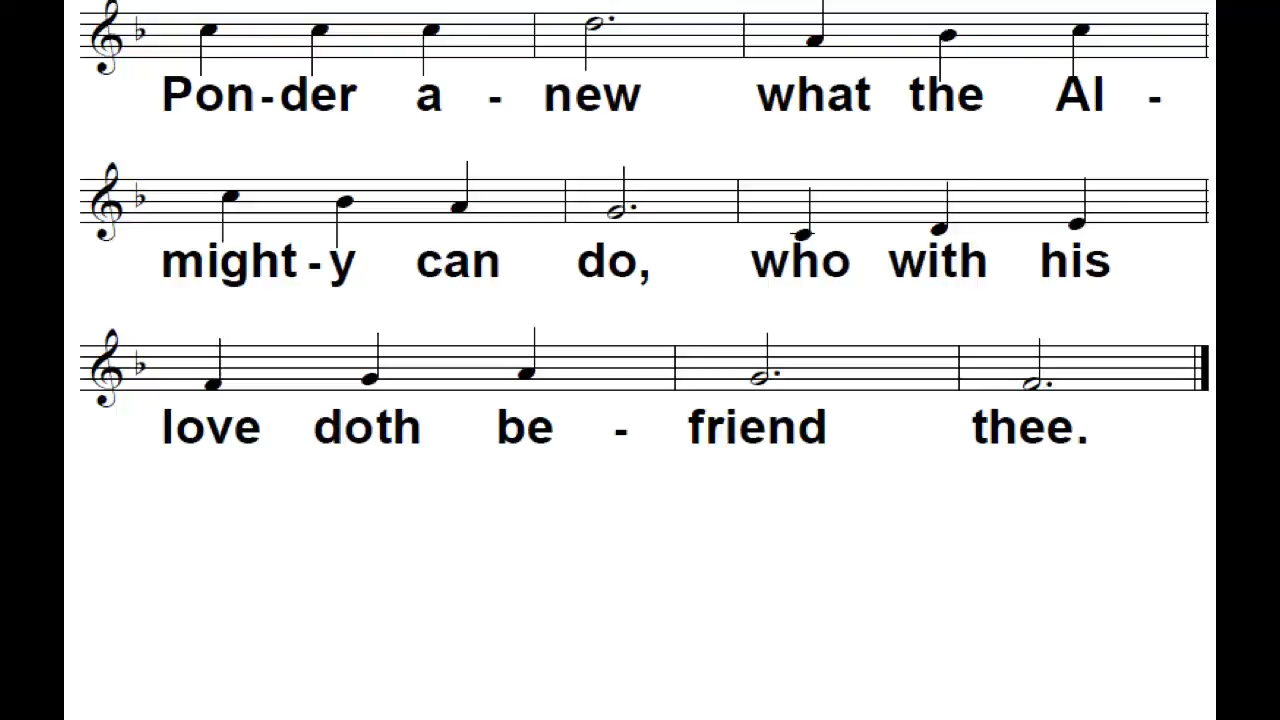 Pon-der a - new what the Al -
might-y can do, who with his
love doth be - friend thee.